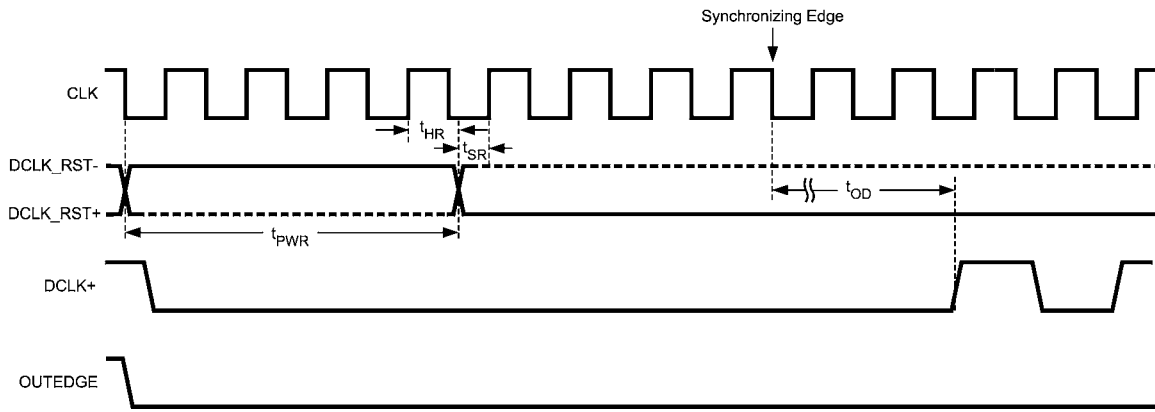 Synchronizing Edge
CLK
tHR
tSR
DCLK_RST-
tOD
DCLK_RST+
tPWR
DCLK+
OUTEDGE